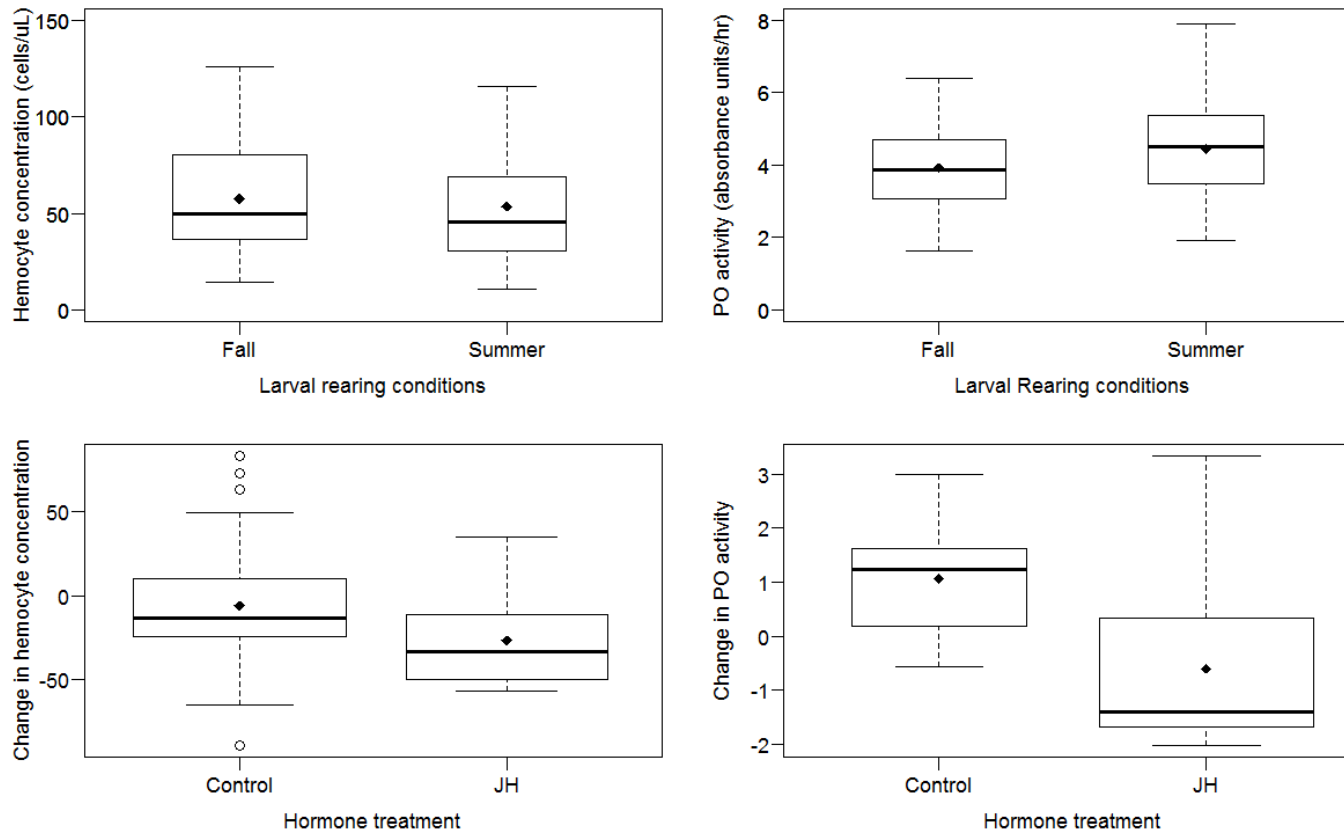 Hemocyte concentration (cells/uL)
150
100
50
0
Fall
Summer
Larval rearing conditions
PO activity (absorbance units/hr)
8
6
4
2
0
Fall
Summer
Larval Rearing conditions
Change in hemocyte concentration
50
0
-50
Control
JH
Hormone treatment
Change in PO activity
3
2
1
0
-1
-2
Control
JH
Hormone treatment